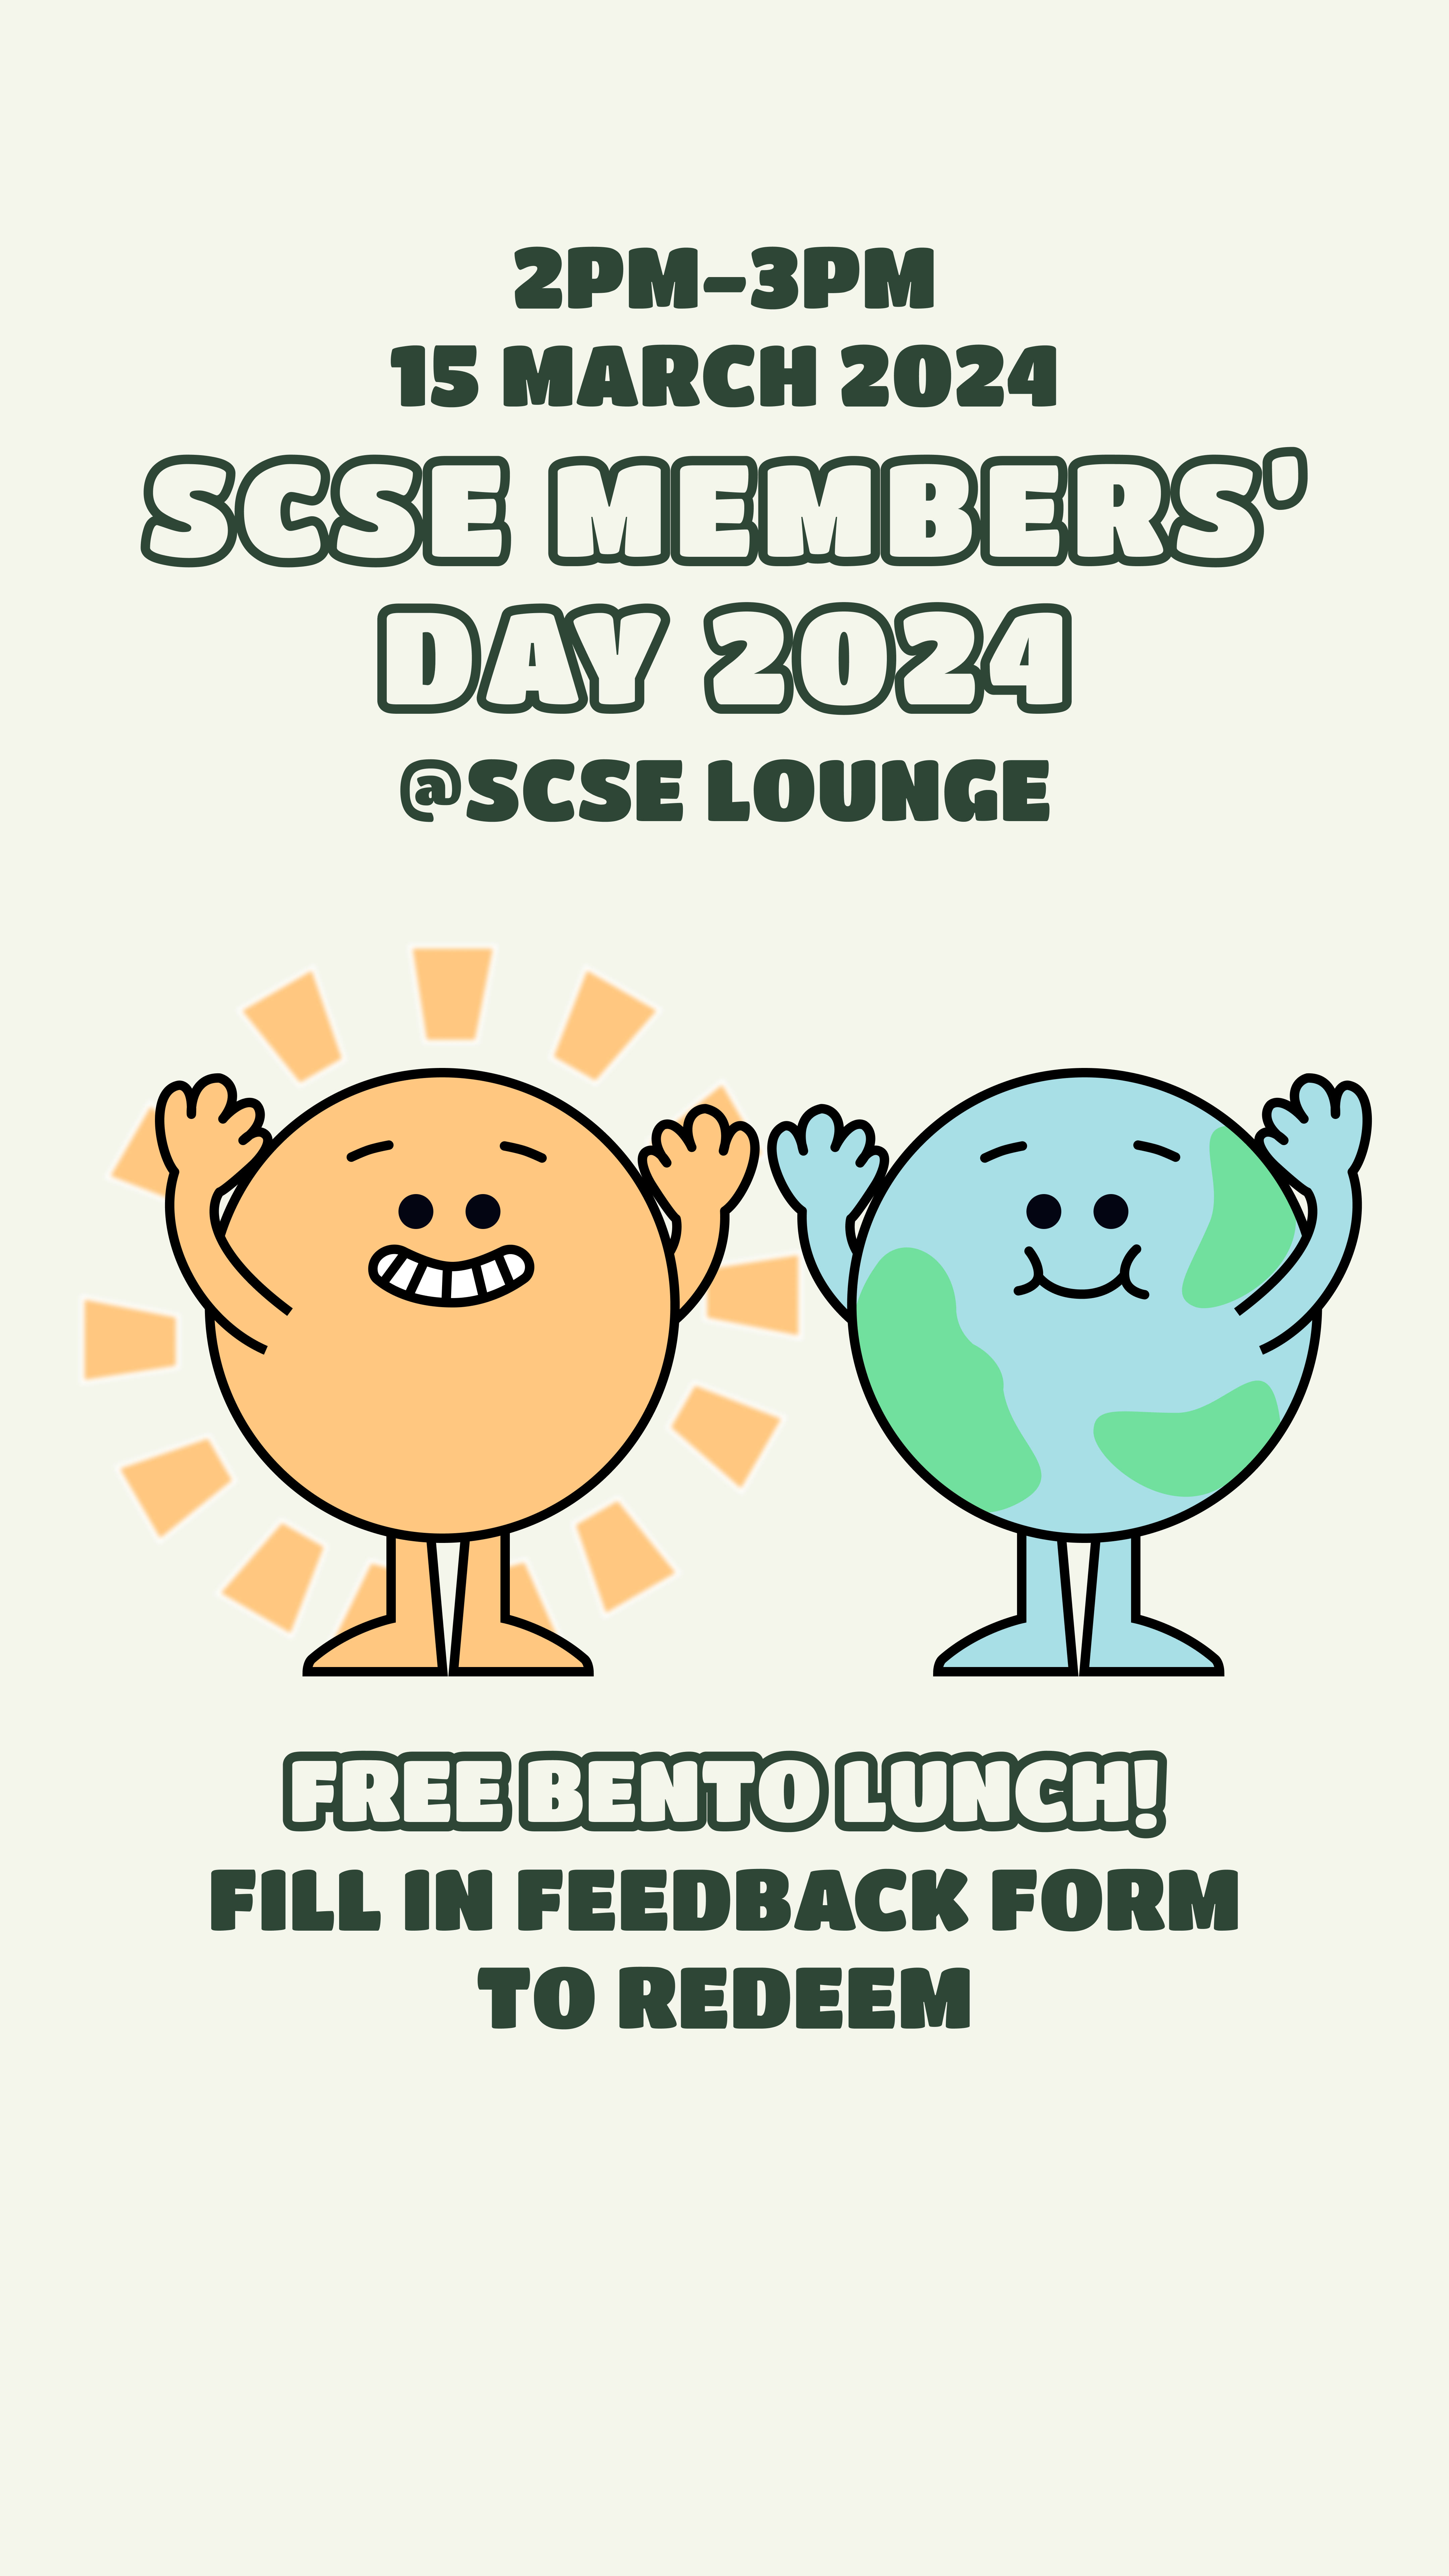 2PM-3PM
15 MARCH 2024
SCSE MEMBERS'
DAY 2024
@SCSE LOUNGE
FREE BENTO LUNCH!
FILL IN FEEDBACK FORM
TO REDEEM